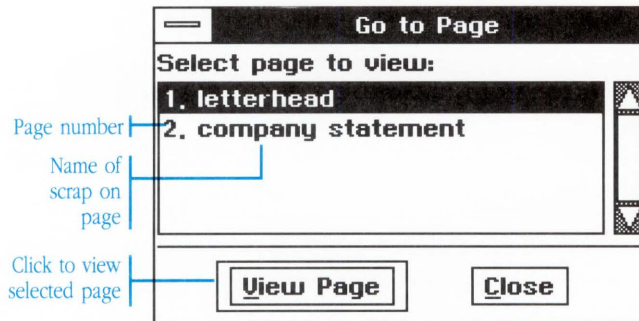 Go to Page
Select page to view:
1. letterhead
2. company statement
Page number
Name of
scrap on
page
Click to view
selected page
View Page
Close